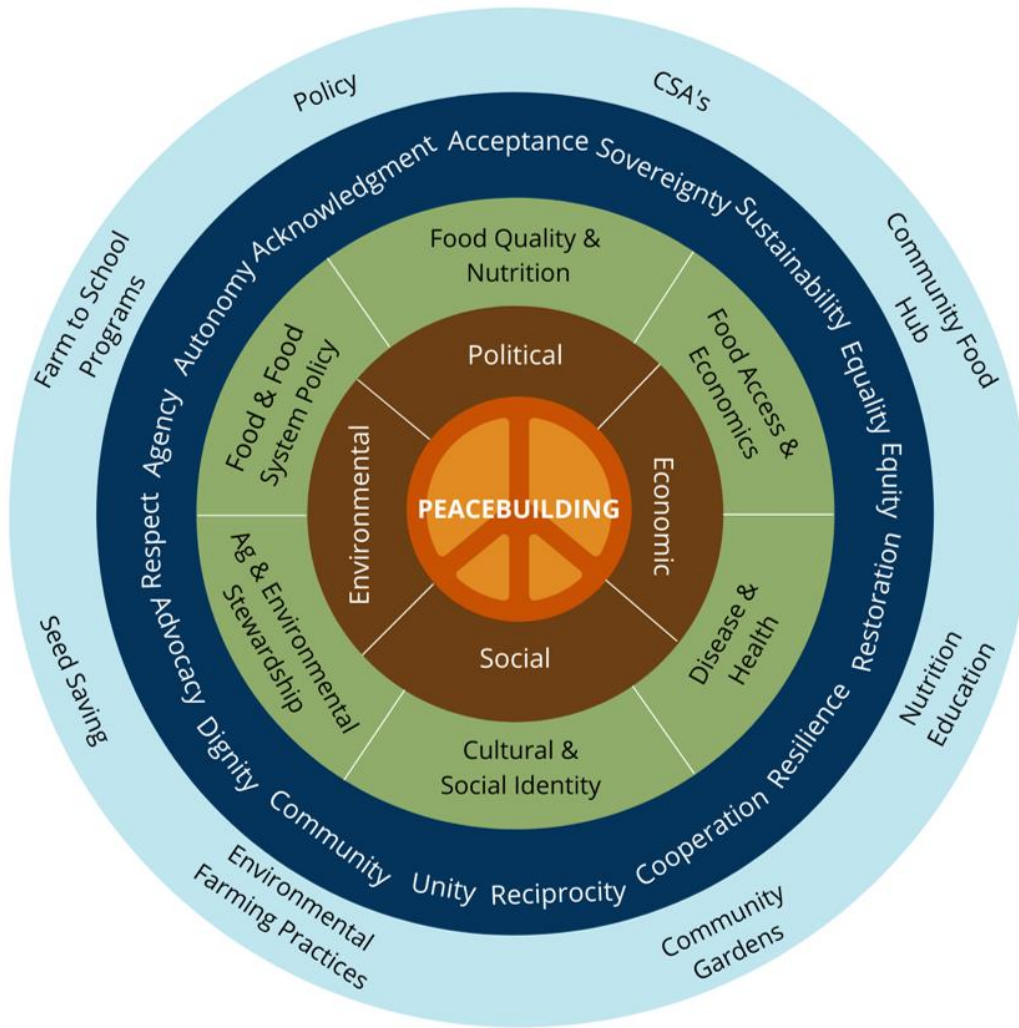 PEACEBUILDING
Political
Economic
Social
Environmental
Food Quality &
Nutrition
Food Access &
Economics
Disease &
Health
Cultural &
Social Identity
Ag & Environmental
Stewardship
Food & Food
System Policy
Acceptance
Sovereignty
Sustainability
Equality
Equity
Restoration
Resilience
Cooperation
Reciprocity
Unity
Community
Dignity
Advocacy
Respect
Agency
Autonomy
Acknowledgment
Policy
CSA's
Community Food
Hub
Nutrition
Education
Community
Gardens
Environmental
Farming Practices
Seed Saving
Farm to School
Programs